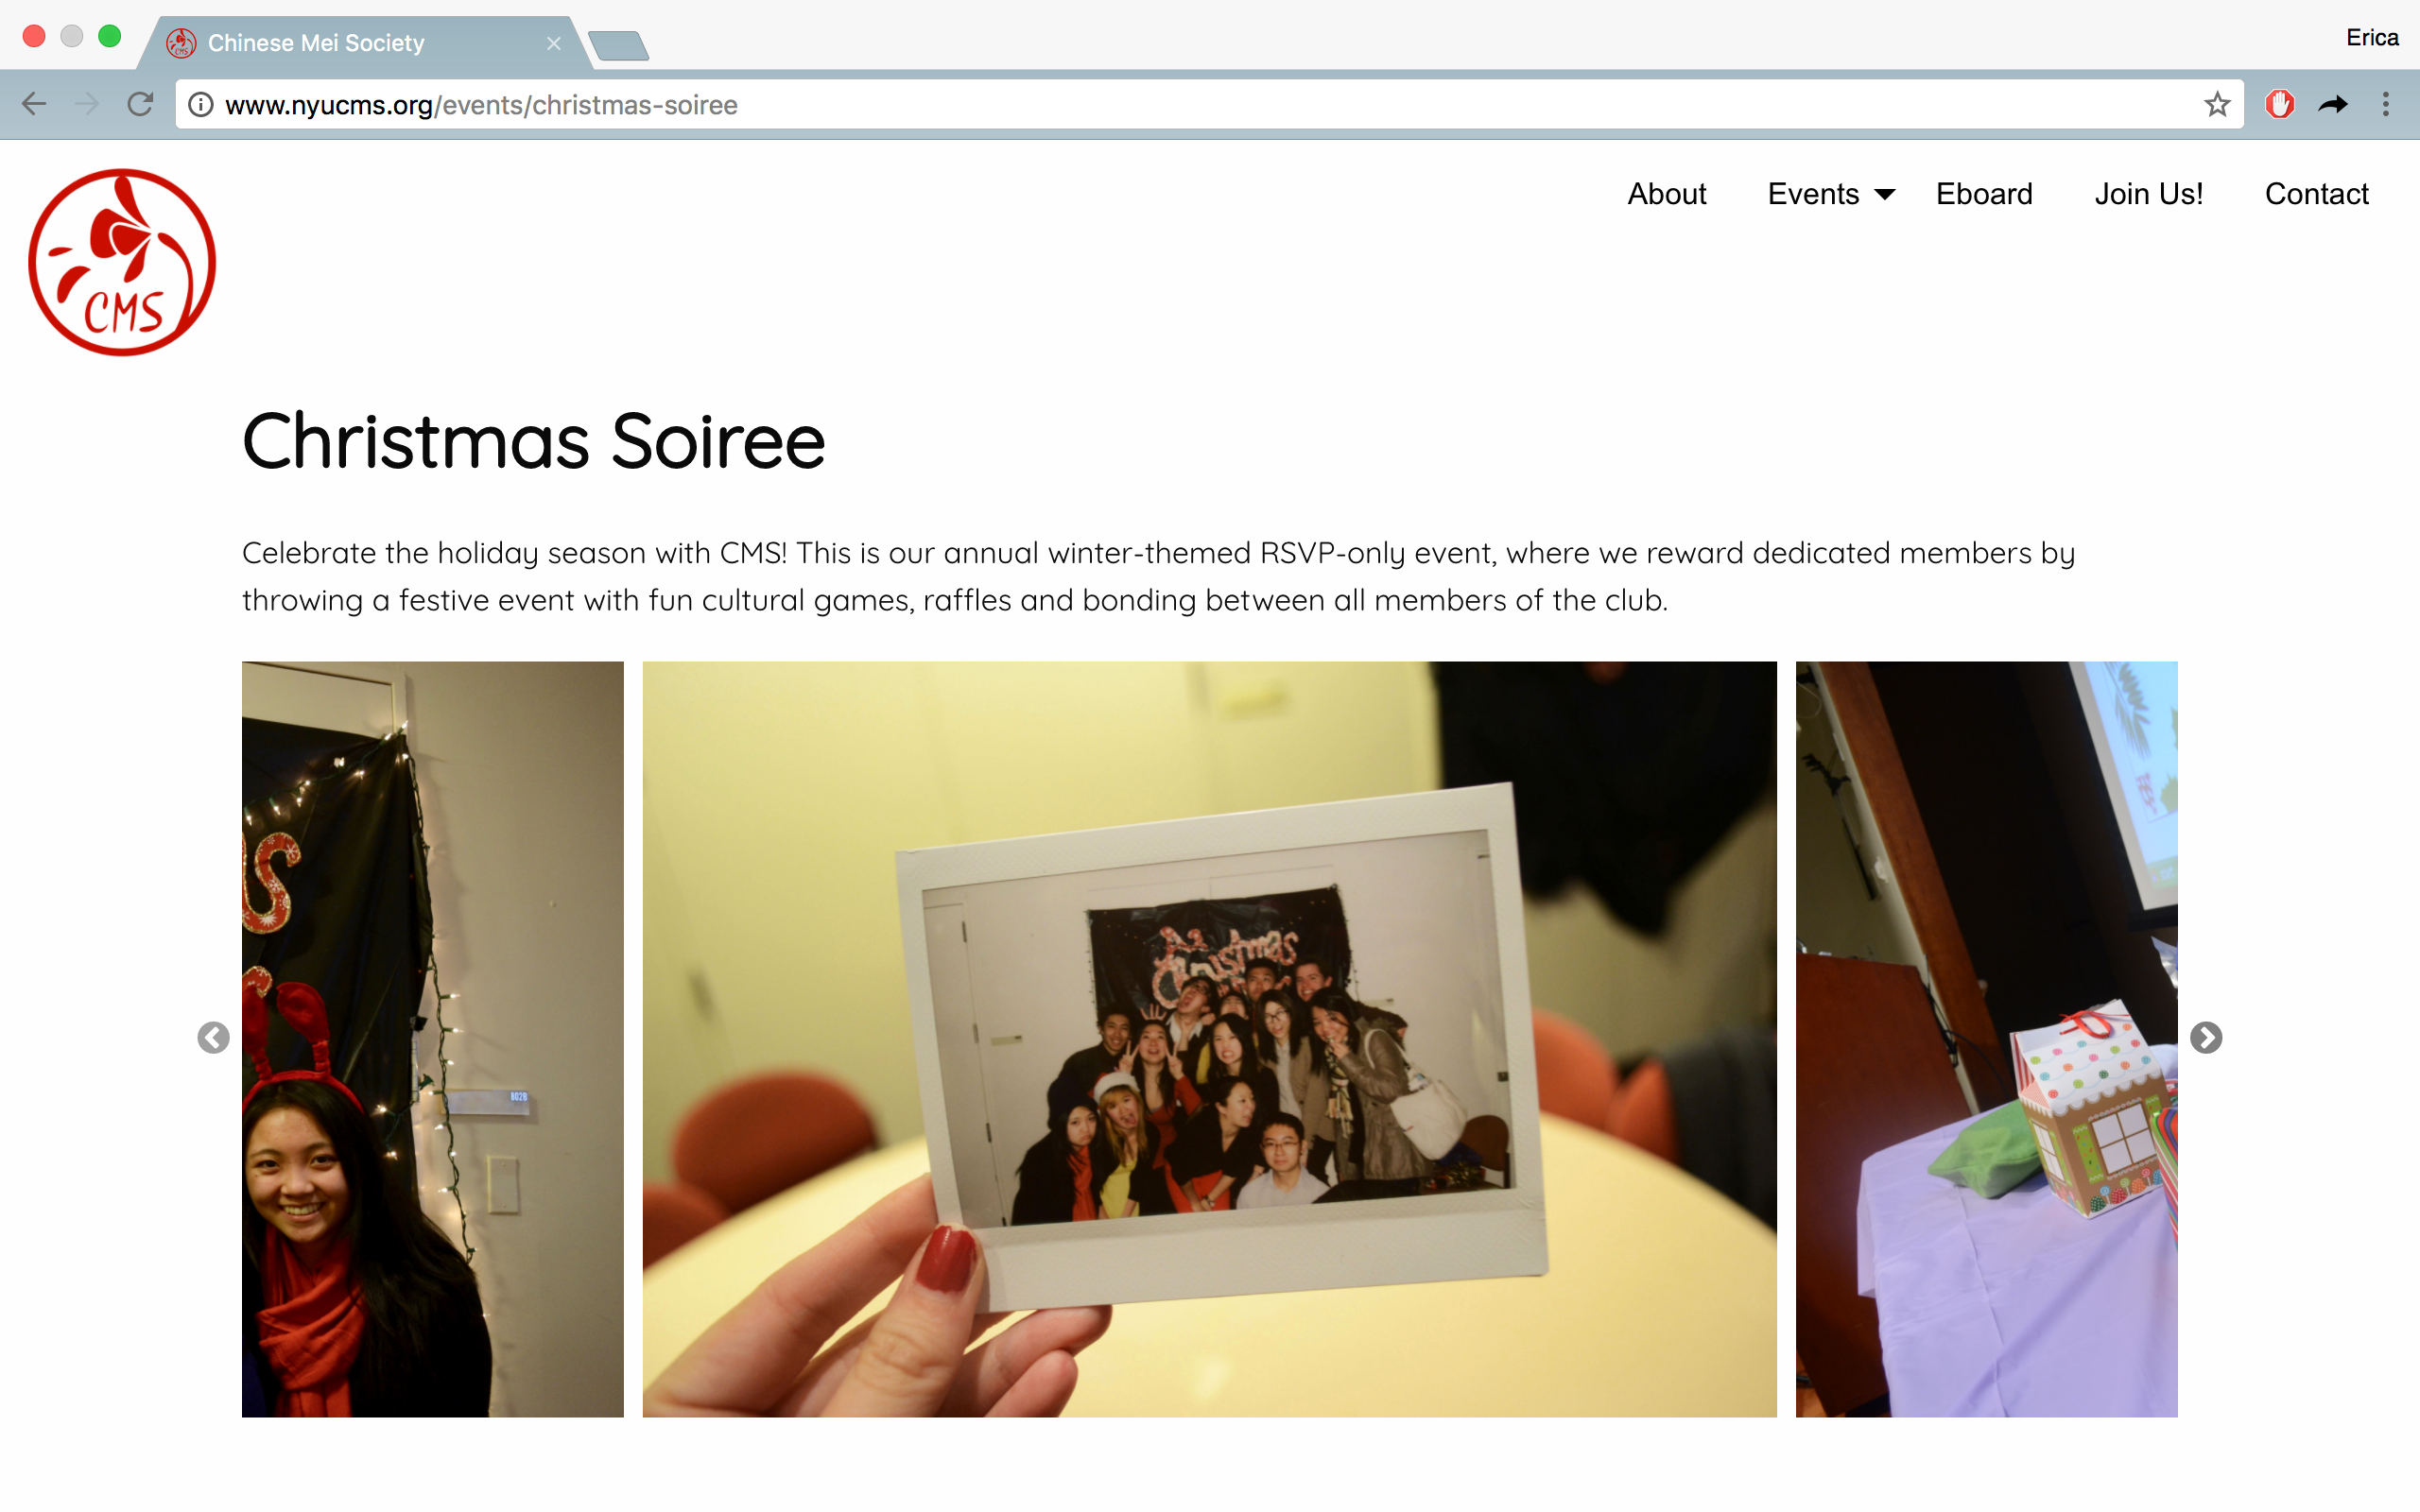 Chinese Mei Society
Erica
www.nyucms.org/events/christmas-soiree
CMS
About Events Eboard Join Us! Contact
Christmas Soiree
Celebrate the holiday season with CMS! This is our annual winter-themed RSVP-only event, where we reward dedicated members by
throwing a festive event with fun cultural games, raffles and bonding between all members of the club.
802B
Christmas